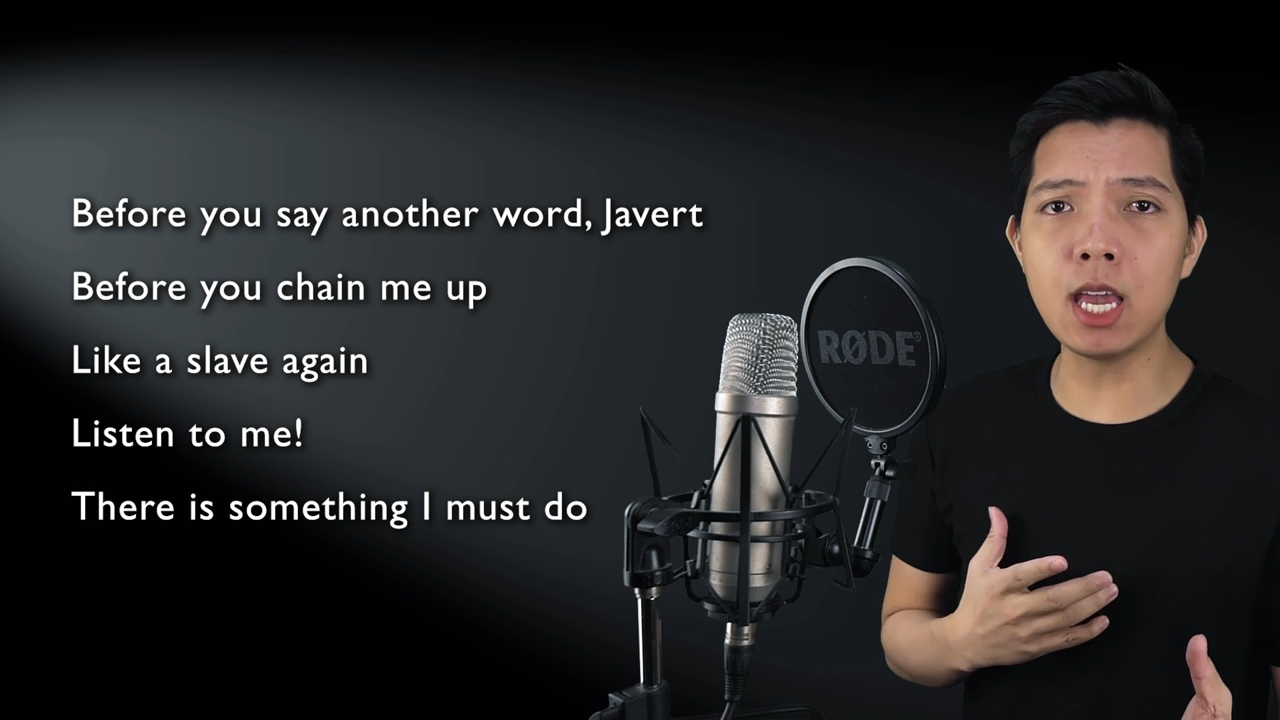 Before you say another word, Javert
Before you chain me up
Like a slave again
Listen to me!
There is something I must do
RØDE®